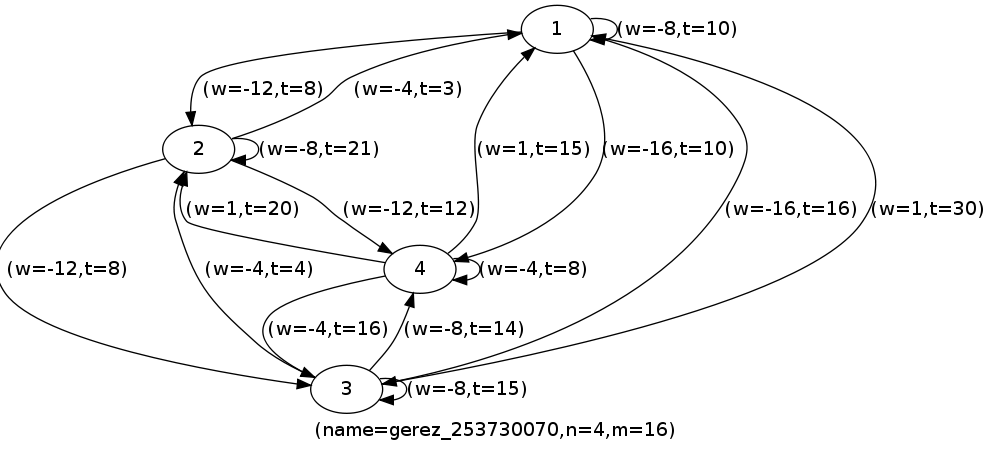 1
(w=-8,t=10)
(w=-12,t=8)
(w=-4,t=3)
2
(w=-8,t=21)
(w=1,t=15)
(w=-16,t=10)
(w=1,t=20)
(w=-12,t=12)
(w=-16,t=16)
(w=1,t=30)
(w=-12,t=8)
(w=-4,t=4)
4
(w=-4,t=8)
(w=-4,t=16)
(w=-8,t=14)
3
(w=-8,t=15)
(name=gerez_253730070,n=4,m=16)